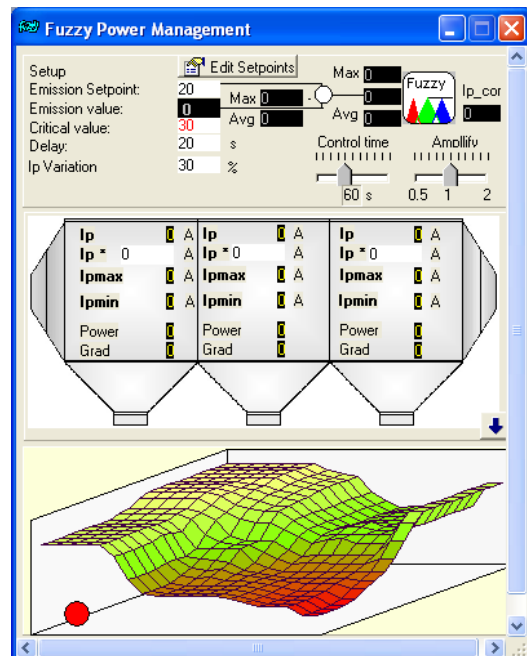 Fuzzy Power Management
Setup Edit Setpoints
Emission Setpoint: 20
Emission value: 0
Critical value: 30
Delay: 20 s
Ip Variation 30 %
Max 0 - 0 Max 0
Avg 0 Avg 0
Fuzzy Ip_cor
0
Control time Amplify
60 s 0.5 1 2
Ip 0 A Ip 0 A Ip 0 A
Ip * 0 A Ip * 0 A Ip * 0 A
Ipmax 0 A Ipmax 0 A Ipmax 0 A
Ipmin 0 A Ipmin 0 A Ipmin 0 A
Power 0 Power 0 Power 0
Grad 0 Grad 0 Grad 0